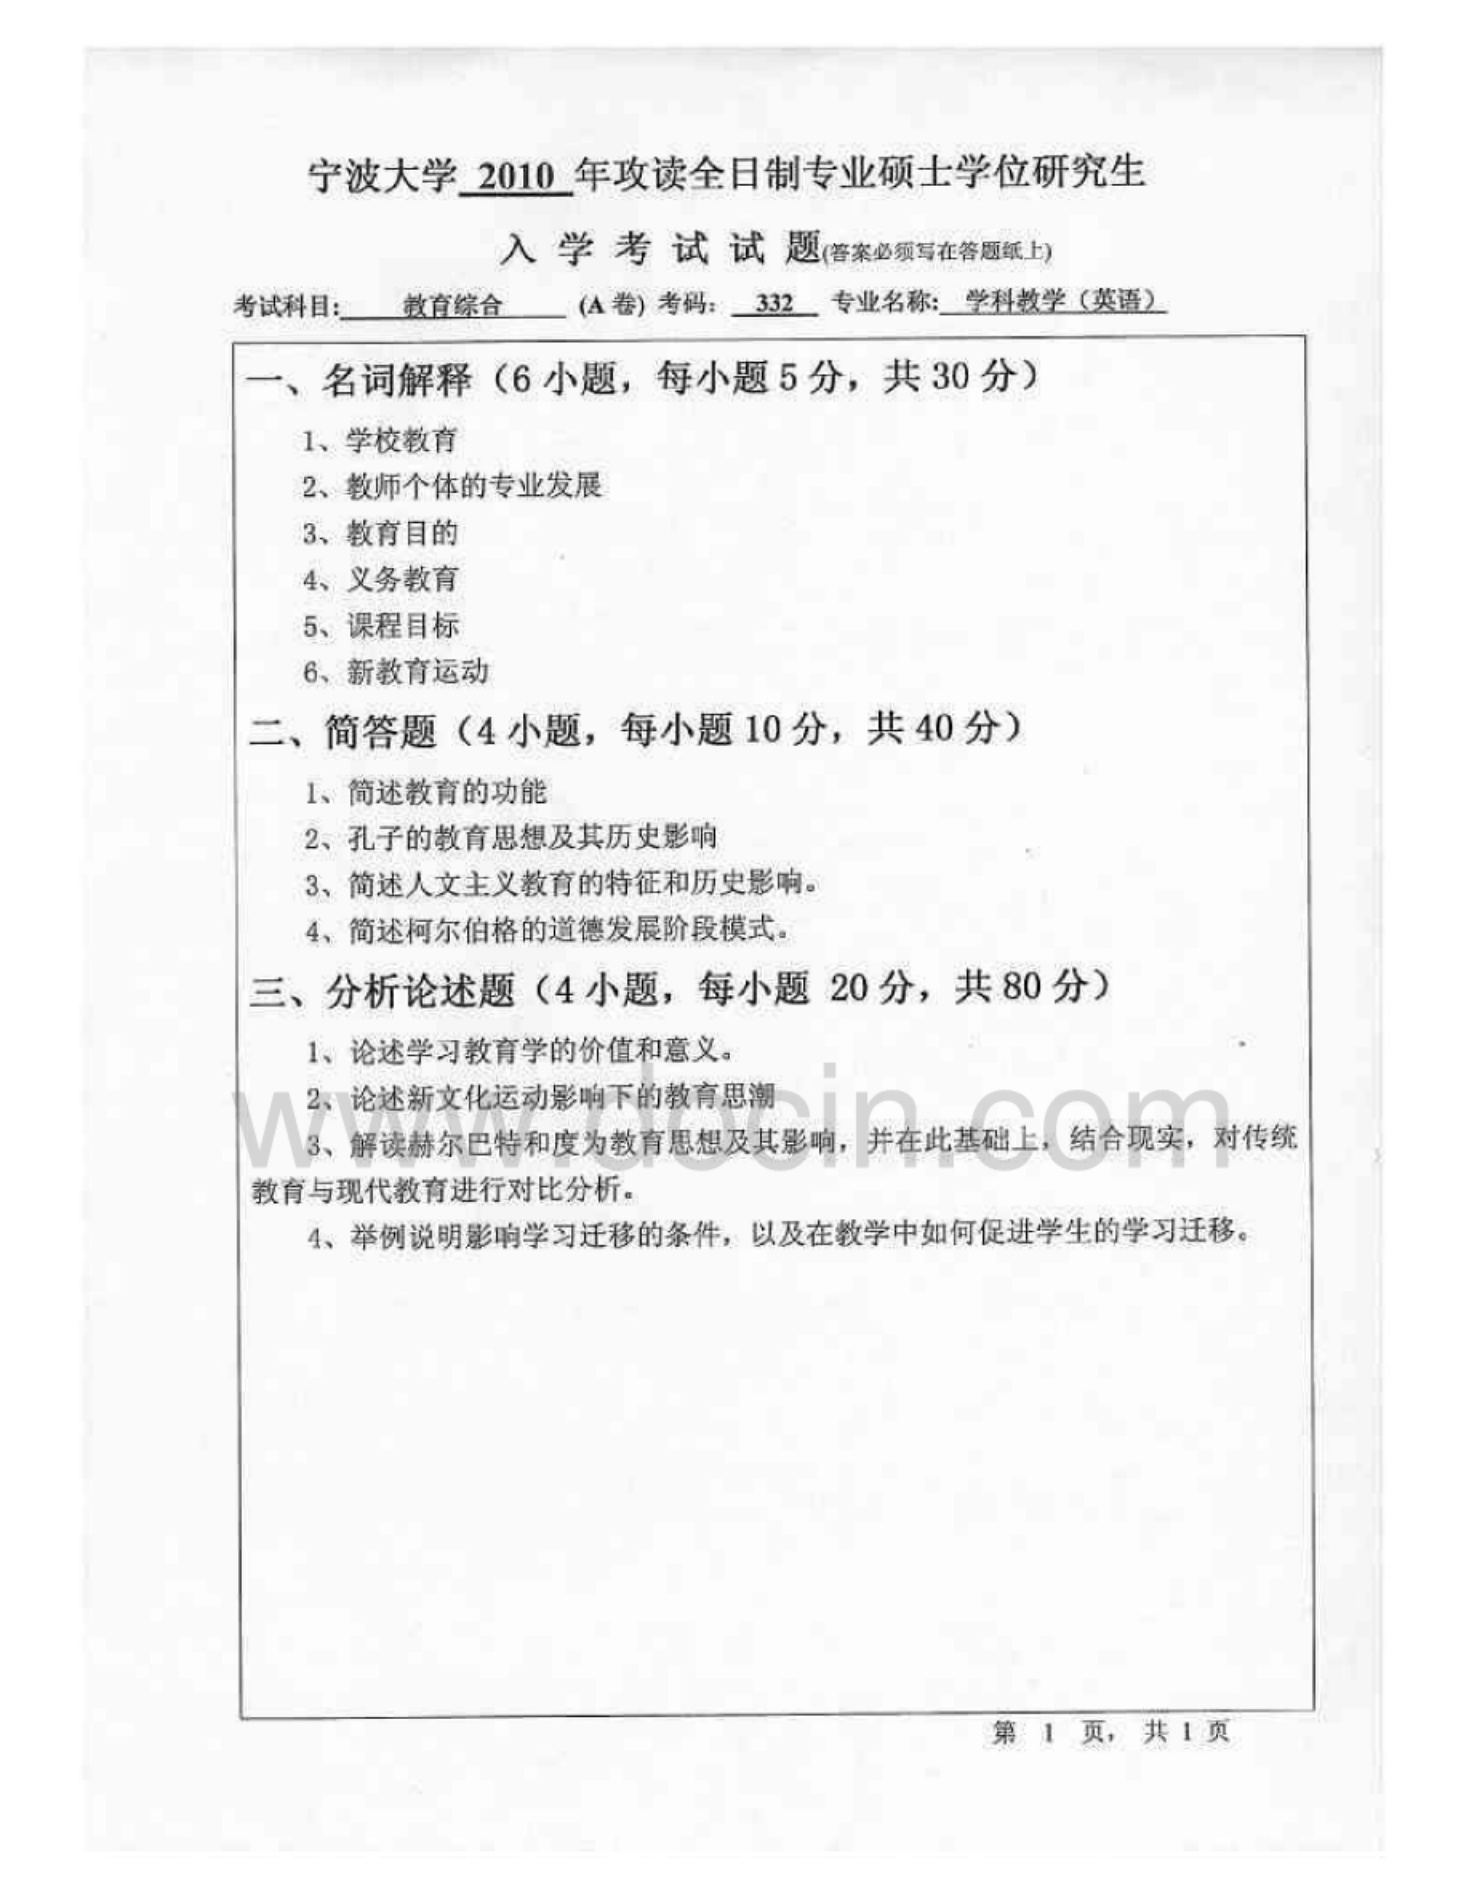 宁波大学 2010 年攻读全日制专业硕士学位研究生
入 学 考 试 试 题(答案必须写在答题纸上)
考试科目: 教育综合 (A 卷) 考码: 332 专业名称: 学科教学（英语）
一、名词解释（6 小题，每小题 5 分，共 30 分）
1、学校教育
2、教师个体的专业发展
3、教育目的
4、义务教育
5、课程目标
6、新教育运动
二、简答题（4 小题，每小题 10 分，共 40 分）
1、简述教育的功能
2、孔子的教育思想及其历史影响
3、简述人文主义教育的特征和历史影响。
4、简述柯尔伯格的道德发展阶段模式。
三、分析论述题（4 小题，每小题 20 分，共 80 分）
1、论述学习教育学的价值和意义。
2、论述新文化运动影响下的教育思潮
www.docin.com
3、解读赫尔巴特和度为教育思想及其影响，并在此基础上，结合现实，对传统
教育与现代教育进行对比分析。
4、举例说明影响学习迁移的条件，以及在教学中如何促进学生的学习迁移。
第 1 页， 共 1 页